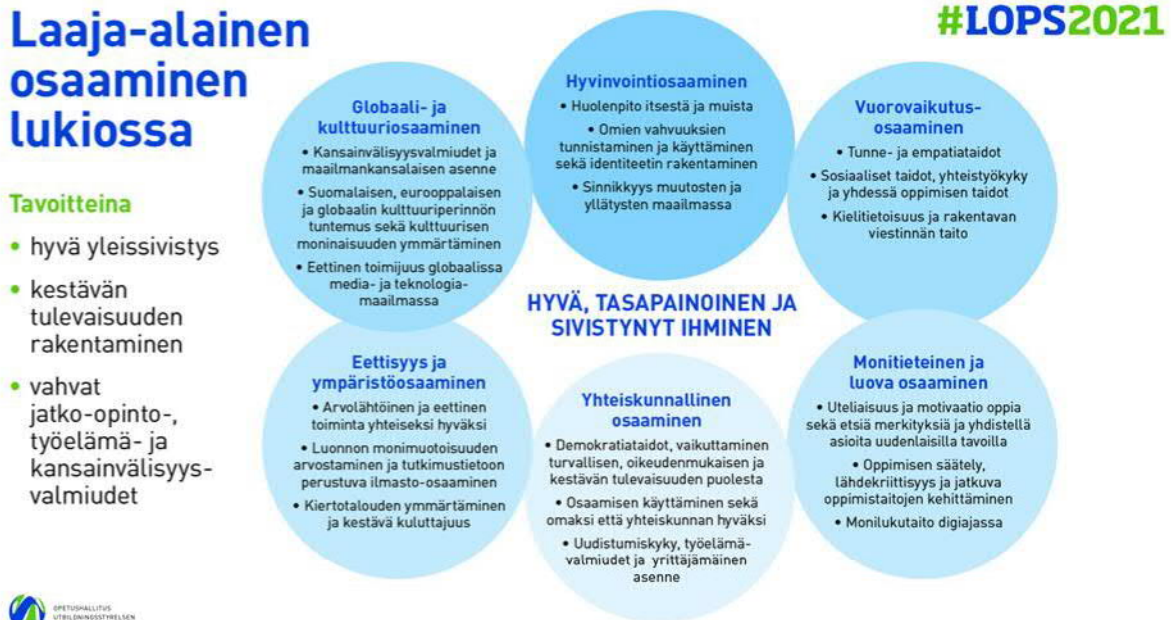 Laaja-alainen
osaaminen
lukiossa
#LOPS2021
Tavoitteina
• hyvä yleissivistys
• kestävän
tulevaisuuden
rakentaminen
• vahvat
jatko-opinto-,
työelämä- ja
kansainvälisyys-
valmiudet
Globaali- ja
kulttuuriosaaminen
• Kansainvälisyysvalmiudet ja
maailmankansalaisen asenne
• Suomalaisen, eurooppalaisen
ja globaalin kulttuuriperinnön
tuntemus sekä kulttuurisen
moninaisuuden ymmärtäminen
• Eettinen toimijuus globaalissa
media- ja teknologia-
maailmassa
Hyvinvointiosaaminen
• Huolenpito itsestä ja muista
• Omien vahvuuksien
tunnistaminen ja käyttäminen
sekä identiteetin rakentaminen
• Sinnikkyys muutosten ja
yllätysten maailmassa
Vuorovaikutus-
osaaminen
• Tunne- ja empatiataidot
• Sosiaaliset taidot, yhteistyökyky
ja yhdessä oppimisen taidot
• Kielitietoisuus ja rakentavan
viestinnän taito
HYVÄ, TASAPAINOINEN JA
SIVISTYNYT IHMINEN
Eettisyys ja
ympäristöosaaminen
• Arvolähtöinen ja eettinen
toiminta yhteiseksi hyväksi
• Luonnon monimuotoisuuden
arvostaminen ja tutkimustietoon
perustuva ilmasto-osaaminen
• Kiertotalouden ymmärtäminen
ja kestävä kuluttajuus
Yhteiskunnallinen
osaaminen
• Demokratiataidot, vaikuttaminen
turvallisen, oikeudenmukaisen ja
kestävän tulevaisuuden puolesta
• Osaamisen käyttäminen sekä
omaksi että yhteiskunnan hyväksi
• Uudistumiskyky, työelämä-
valmiudet ja yrittäjämäinen
asenne
Monitieteinen ja
luova osaaminen
• Uteliaisuus ja motivaatio oppia
sekä etsiä merkityksiä ja yhdistellä
asioita uudenlaisilla tavoilla
• Oppimisen säätely,
lähdekriittisyys ja jatkuva
oppimistaitojen kehittäminen
• Monilukutaito digiajassa
OPETUSHALLITUS
UTBILDNINGSSTYRELSEN